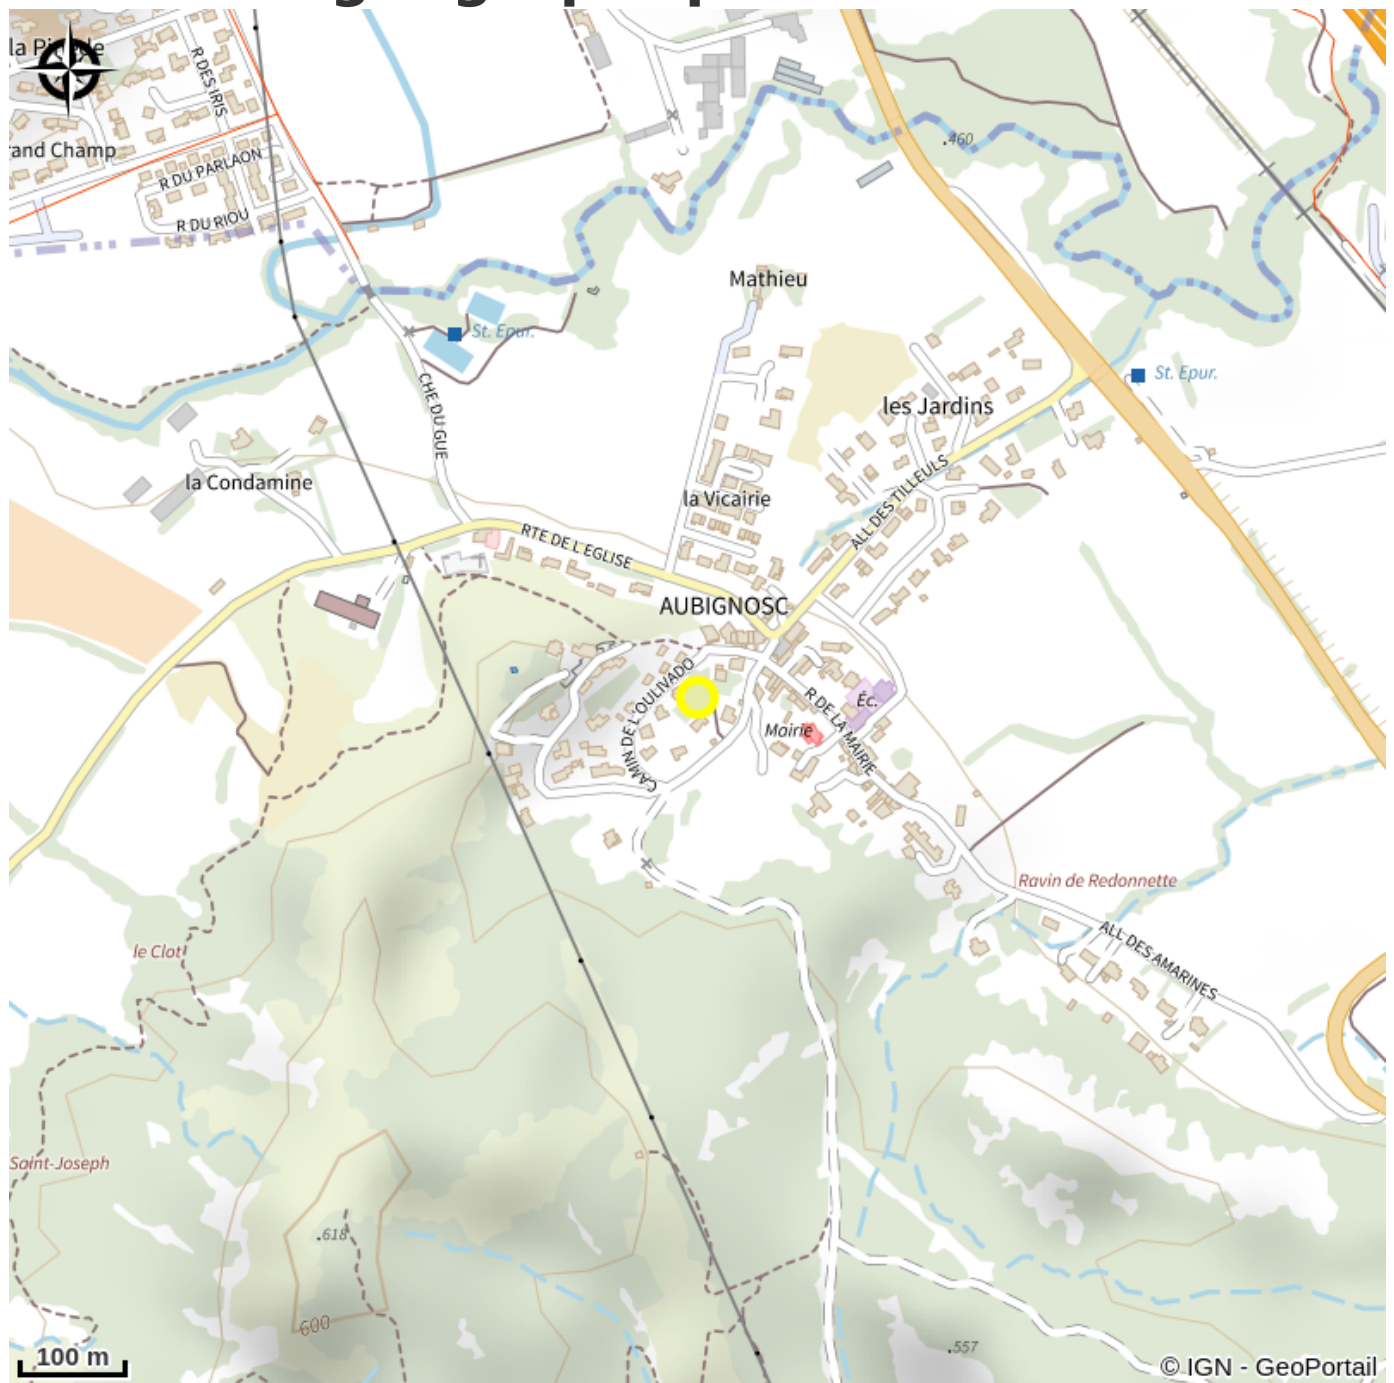 la Pinède
R DES IRIS
rand Champ
R DU PARLAON
R DU RIOU
.460
Mathieu
St. Epur.
St. Epur.
CHE DU GUE
les Jardins
la Condamine
la Vicairie
ALL DES TILLEULS
RTE DE L'EGLISE
AUBIGNOSC
CAMIN DE L'OULIVADO
Éc.
R DE LA MAIRIE
Mairie
Ravin de Redonnette
ALL DES AMARINES
le Clot
Saint-Joseph
.618
600
.557
100 m
© IGN - GeoPortail